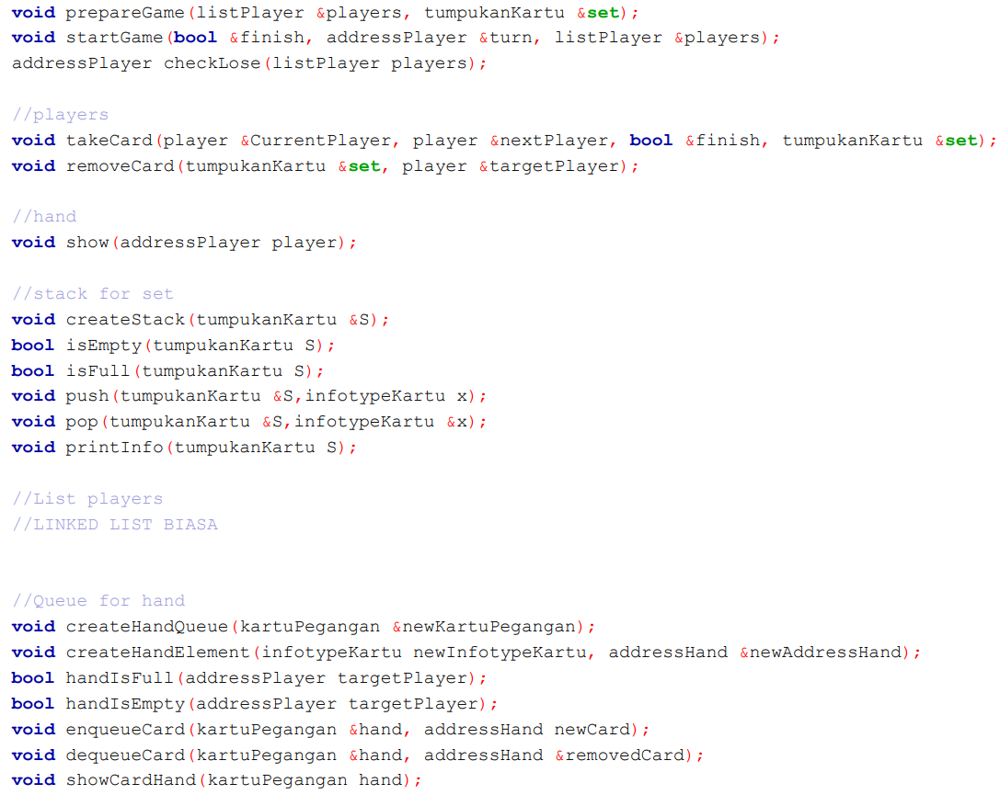 void prepareGame(listPlayer &players, tumpukanKartu &set);
void startGame(bool &finish, addressPlayer &turn, listPlayer &players);
addressPlayer checkLose(listPlayer players);
//players
void takeCard(player &CurrentPlayer, player &nextPlayer, bool &finish, tumpukanKartu &set);
void removeCard(tumpukanKartu &set, player &targetPlayer);
//hand
void show(addressPlayer player);
//stack for set
void createStack(tumpukanKartu &S);
bool isEmpty(tumpukanKartu S);
bool isFull(tumpukanKartu S);
void push(tumpukanKartu &S,infotypeKartu x);
void pop(tumpukanKartu &S,infotypeKartu &x);
void printInfo(tumpukanKartu S);
//List players
//LINKED LIST BIASA
//Queue for hand
void createHandQueue(kartuPegangan &newKartuPegangan);
void createHandElement(infotypeKartu newInfotypeKartu, addressHand &newAddressHand);
bool handIsFull(addressPlayer targetPlayer);
bool handIsEmpty(addressPlayer targetPlayer);
void enqueueCard(kartuPegangan &hand, addressHand newCard);
void dequeueCard(kartuPegangan &hand, addressHand &removedCard);
void showCardHand(kartuPegangan hand);